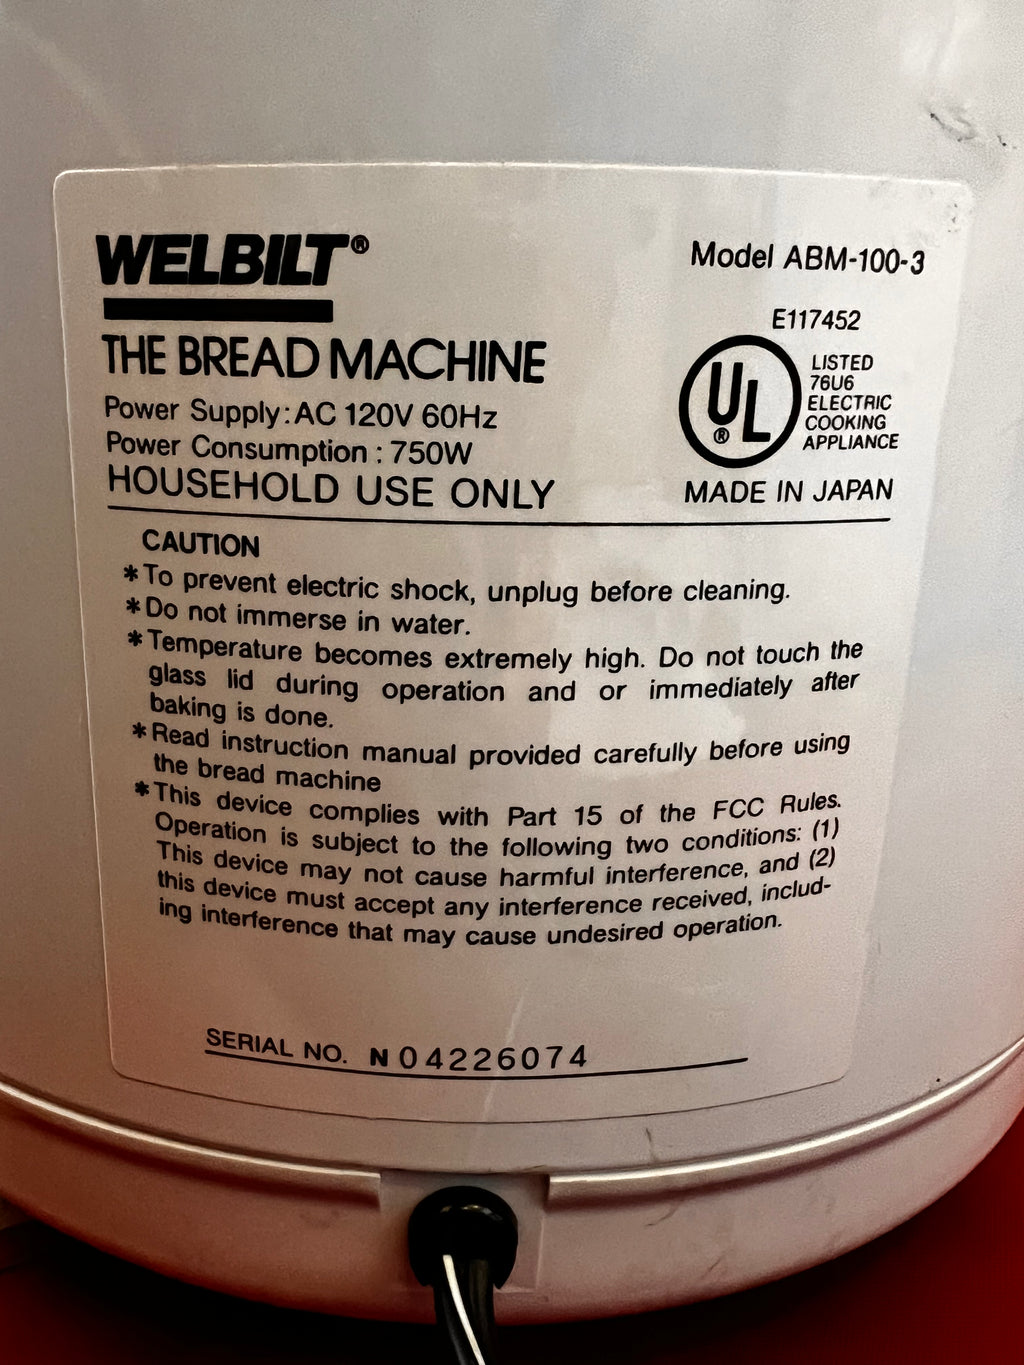 WELBILT®
Model ABM-100-3
THE BREAD MACHINE
Power Supply: AC 120V 60Hz
Power Consumption : 750W
HOUSEHOLD USE ONLY
E117452
UL®
LISTED
76U6
ELECTRIC
COOKING
APPLIANCE
MADE IN JAPAN
CAUTION
*To prevent electric shock, unplug before cleaning.
*Do not immerse in water.
*Temperature becomes extremely high. Do not touch the
glass lid during operation and or immediately after
baking is done.
*Read instruction manual provided carefully before using
the bread machine
*This device complies with Part 15 of the FCC Rules.
Operation is subject to the following two conditions: (1)
This device may not cause harmful interference, and (2)
this device must accept any interference received, includ-
ing interference that may cause undesired operation.
SERIAL NO. N04226074